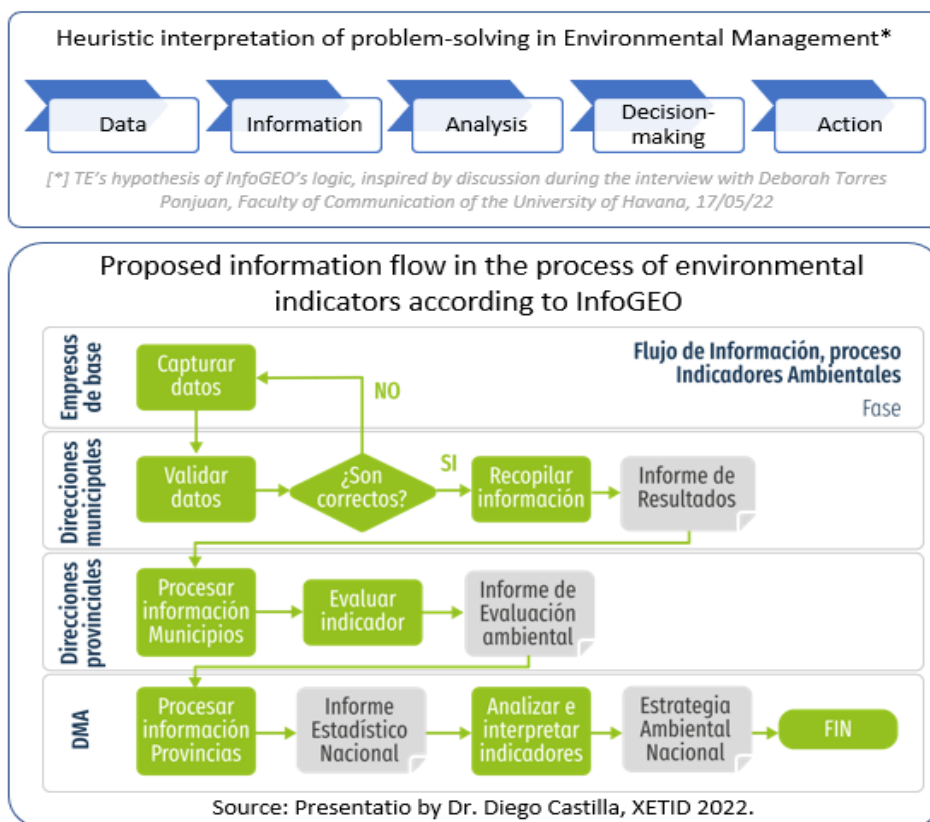 Heuristic interpretation of problem-solving in Environmental Management*
Data
Information
Analysis
Decision-
making
Action
[*] TE's hypothesis of InfoGEO's logic, inspired by discussion during the interview with Deborah Torres
Ponjuan, Faculty of Communication of the University of Havana, 17/05/22
Proposed information flow in the process of environmental
indicators according to InfoGEO
Empresas
de base
Capturar
datos
NO
Flujo de Información, proceso
Indicadores Ambientales
Fase
Direcciones
municipales
Validar
datos
¿Son
correctos?
SI
Recopilar
información
Informe de
Resultados
Direcciones
provinciales
Procesar
información
Municipios
Evaluar
indicador
Informe de
Evaluación
ambiental
DMA
Procesar
información
Provincias
Informe
Estadístico
Nacional
Analizar e
interpretar
indicadores
Estrategia
Ambiental
Nacional
FIN
Source: Presentatio by Dr. Diego Castilla, XETID 2022.